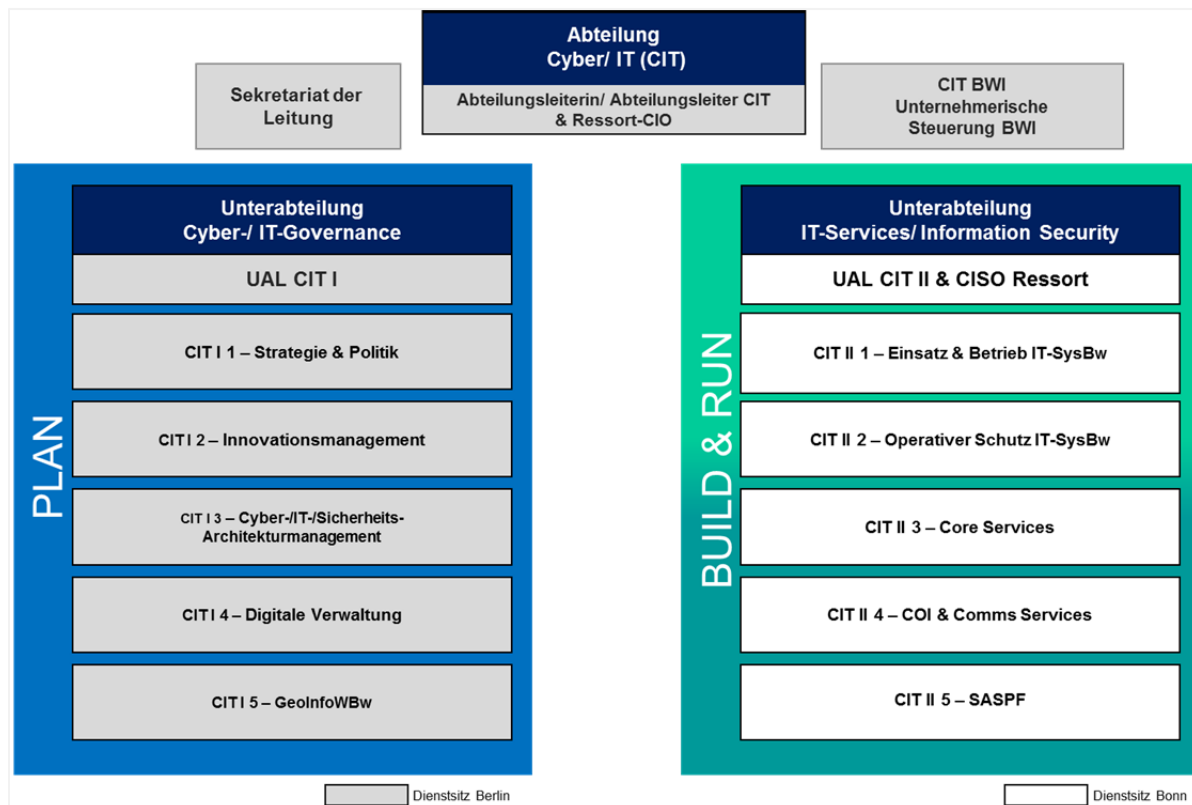 Abteilung
Cyber/ IT (CIT)
Abteilungsleiterin/ Abteilungsleiter CIT
& Ressort-CIO
Sekretariat der
Leitung
CIT BWI
Unternehmerische
Steuerung BWI
PLAN
Unterabteilung
Cyber-/ IT-Governance
UAL CIT I
CIT I 1 – Strategie & Politik
CIT I 2 – Innovationsmanagement
CIT I 3 – Cyber-/IT-/Sicherheits-
Architekturmanagement
CIT I 4 – Digitale Verwaltung
CIT I 5 – GeoInfoWBw
BUILD & RUN
Unterabteilung
IT-Services/ Information Security
UAL CIT II & CISO Ressort
CIT II 1 – Einsatz & Betrieb IT-SysBw
CIT II 2 – Operativer Schutz IT-SysBw
CIT II 3 – Core Services
CIT II 4 – COI & Comms Services
CIT II 5 – SASPF
Dienstsitz Berlin
Dienstsitz Bonn